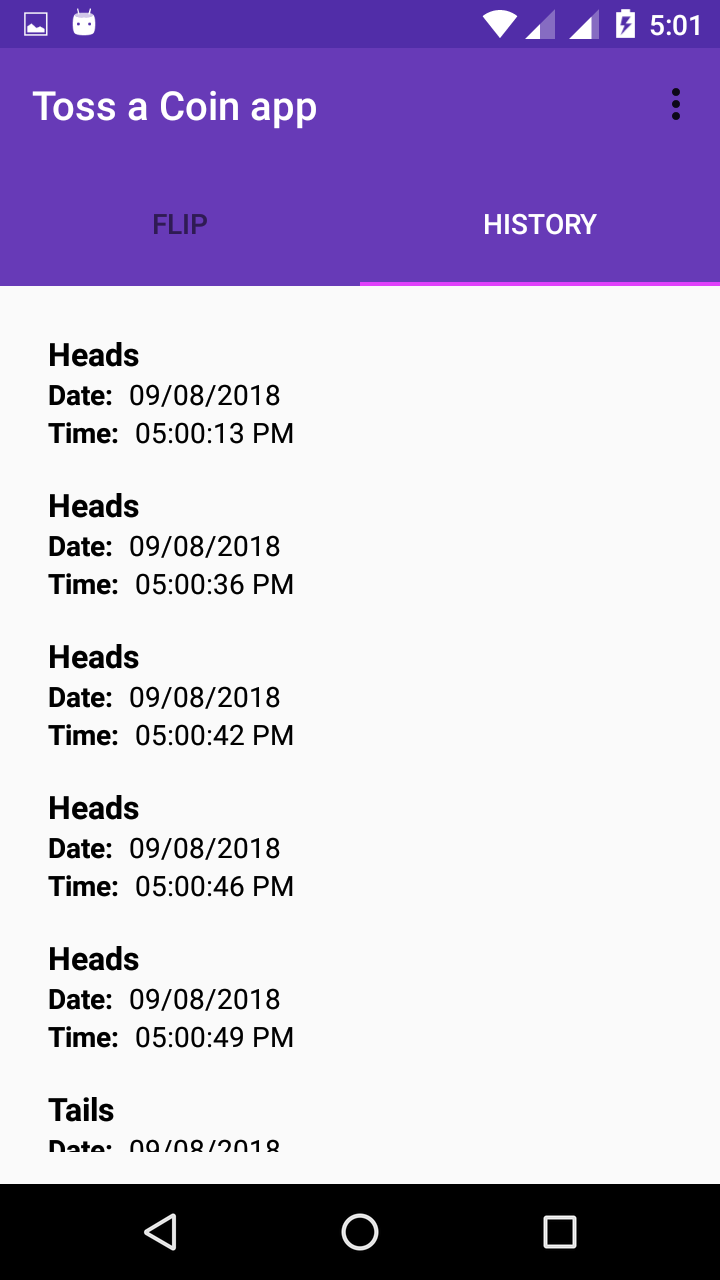 5:01
Toss a Coin app
FLIP
HISTORY
Heads
Date: 09/08/2018
Time: 05:00:13 PM
Heads
Date: 09/08/2018
Time: 05:00:36 PM
Heads
Date: 09/08/2018
Time: 05:00:42 PM
Heads
Date: 09/08/2018
Time: 05:00:46 PM
Heads
Date: 09/08/2018
Time: 05:00:49 PM
Tails
Date: 09/08/2018